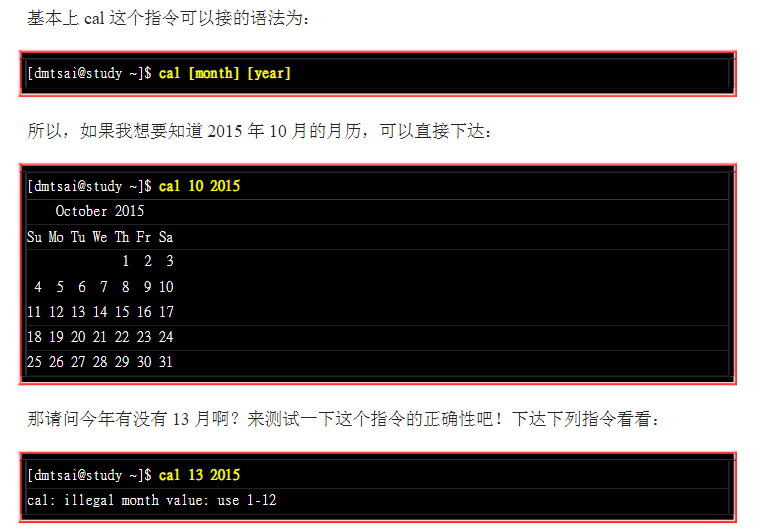 基本上 cal 这个指令可以接的语法为：
[dmtsai@study ~]$ cal [month] [year]
所以，如果我想要知道 2015 年 10 月的月历，可以直接下达：
[dmtsai@study ~]$ cal 10 2015
    October 2015
Su Mo Tu We Th Fr Sa
             1  2  3
 4  5  6  7  8  9 10
11 12 13 14 15 16 17
18 19 20 21 22 23 24
25 26 27 28 29 30 31
那请问今年有没有 13 月啊？来测试一下这个指令的正确性吧！下达下列指令看看：
[dmtsai@study ~]$ cal 13 2015
cal: illegal month value: use 1-12